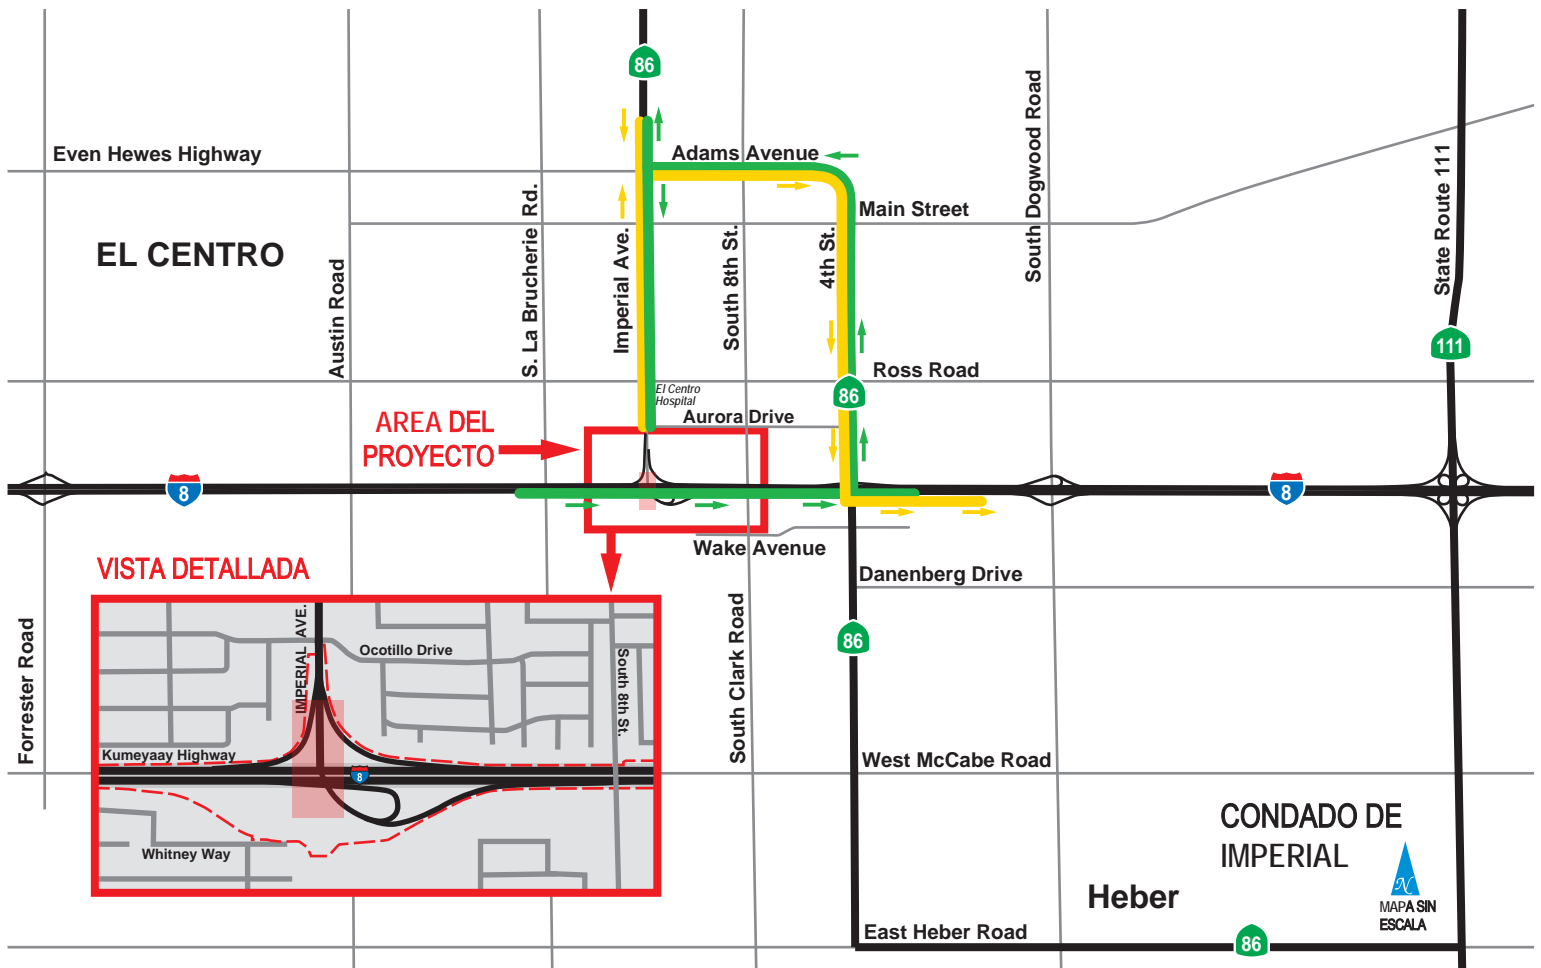 86
Even Hewes Highway
Adams Avenue
Main Street
EL CENTRO
Austin Road
S. La Brucherie Rd.
Imperial Ave.
South 8th St.
4th St.
South Dogwood Road
State Route 111
111
Ross Road
86
El Centro
Hospital
Aurora Drive
AREA DEL
PROYECTO
8
8
Wake Avenue
VISTA DETALLADA
Danenberg Drive
86
Forrester Road
South Clark Road
IMPERIAL AVE.
Ocotillo Drive
South 8th St.
Kumeyaay Highway
8
Whitney Way
West McCabe Road
CONDADO DE
IMPERIAL
Heber
N
MAPA SIN
ESCALA
East Heber Road
86